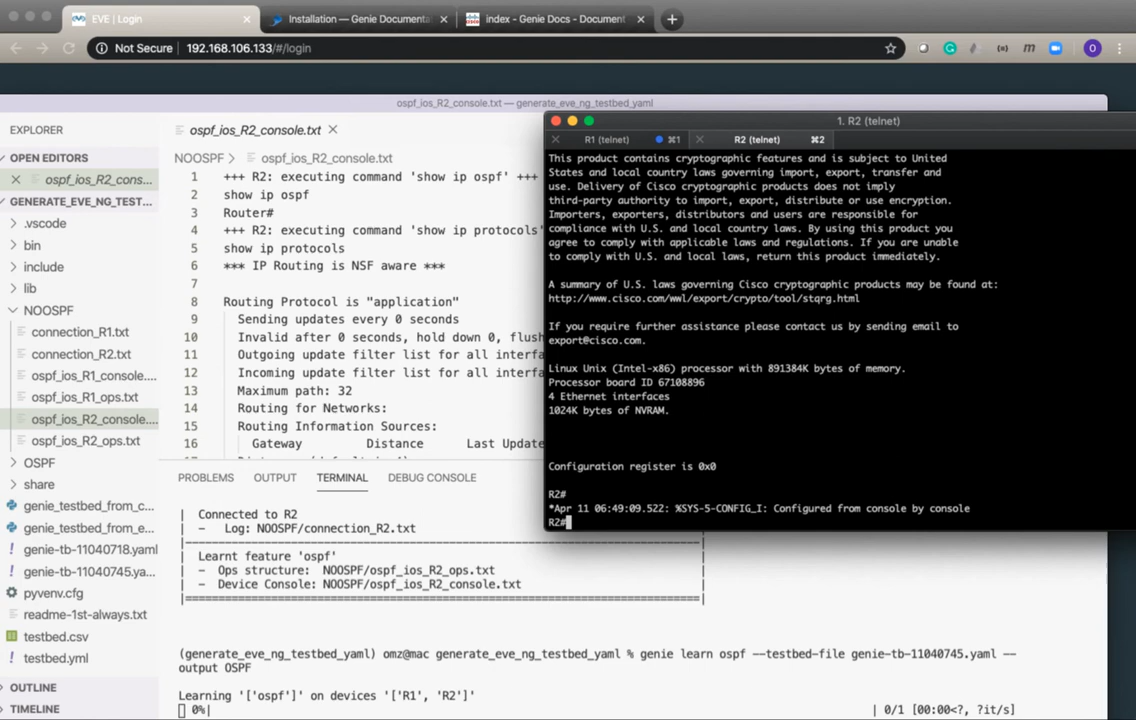 EVE | Login
Installation — Genie Documenta
index - Genie Docs - Document
Not Secure
192.168.106.133/#/login
ospf_ios_R2_console.txt — generate_eve_ng_testbed_yaml
EXPLORER
OPEN EDITORS
ospf_ios_R2_cons...
GENERATE_EVE_NG_TEST...
.vscode
bin
include
lib
NOOSPF
connection_R1.txt
connection_R2.txt
ospf_ios_R1_console....
ospf_ios_R1_ops.txt
ospf_ios_R2_console....
ospf_ios_R2_ops.txt
OSPF
share
genie_testbed_from_c...
genie_testbed_from_e...
genie-tb-11040718.yaml
genie-tb-11040745.ya...
pyvenv.cfg
readme-1st-always.txt
testbed.csv
testbed.yml
OUTLINE
TIMELINE
ospf_ios_R2_console.txt
NOOSPF > ospf_ios_R2_console.txt
1 +++ R2: executing command 'show ip ospf' +++
2 show ip ospf
3 Router#
4 +++ R2: executing command 'show ip protocols'
5 show ip protocols
6 *** IP Routing is NSF aware ***
7
8 Routing Protocol is "application"
9 Sending updates every 0 seconds
10 Invalid after 0 seconds, hold down 0, flush
11 Outgoing update filter list for all interfa
12 Incoming update filter list for all interfa
13 Maximum path: 32
14 Routing for Networks:
15 Routing Information Sources:
16 Gateway Distance Last Update
PROBLEMS OUTPUT TERMINAL DEBUG CONSOLE
| Connected to R2
| - Log: NOOSPF/connection_R2.txt
| Learnt feature 'ospf'
| - Ops structure: NOOSPF/ospf_ios_R2_ops.txt
| - Device Console: NOOSPF/ospf_ios_R2_console.txt
(generate_eve_ng_testbed_yaml) omz@mac generate_eve_ng_testbed_yaml % genie learn ospf --testbed-file genie-tb-11040745.yaml --
output OSPF
Learning '['ospf']' on devices '['R1', 'R2']'
0%| | 0/1 [00:00<?, ?it/s]
1. R2 (telnet)
R1 (telnet) ⌘1 R2 (telnet) ⌘2
This product contains cryptographic features and is subject to United
States and local country laws governing import, export, transfer and
use. Delivery of Cisco cryptographic products does not imply
third-party authority to import, export, distribute or use encryption.
Importers, exporters, distributors and users are responsible for
compliance with U.S. and local country laws. By using this product you
agree to comply with applicable laws and regulations. If you are unable
to comply with U.S. and local laws, return this product immediately.
A summary of U.S. laws governing Cisco cryptographic products may be found at:
http://www.cisco.com/wwl/export/crypto/tool/stqrg.html
If you require further assistance please contact us by sending email to
export@cisco.com.
Linux Unix (Intel-x86) processor with 891384K bytes of memory.
Processor board ID 67108896
4 Ethernet interfaces
1024K bytes of NVRAM.
Configuration register is 0x0
R2#
*Apr 11 06:49:09.522: %SYS-5-CONFIG_I: Configured from console by console
R2#